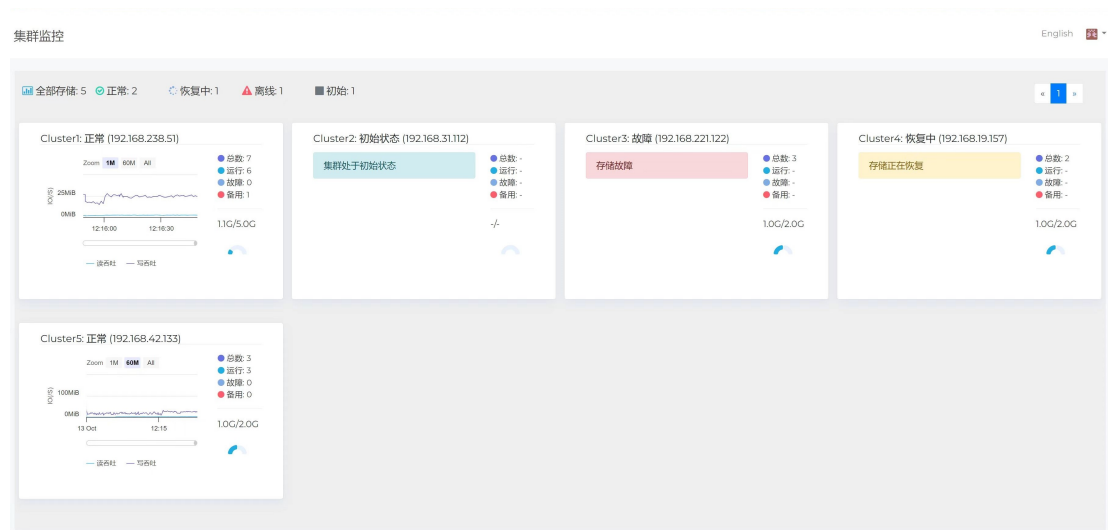 集群监控
English
全部存储: 5 正常: 2 恢复中: 1 离线: 1 初始: 1
« 1 »
Cluster1: 正常 (192.168.238.51)
Zoom 1M 60M All
IO(/S)
25MiB
0MiB
12:16:00 12:16:30
读吞吐 写吞吐
总数: 7
运行: 6
故障: 0
备用: 1
1.1G/5.0G
Cluster2: 初始状态 (192.168.31.112)
集群处于初始状态
总数: -
运行: -
故障: -
备用: -
-/-
Cluster3: 故障 (192.168.221.122)
存储故障
总数: 3
运行: -
故障: -
备用: -
1.0G/2.0G
Cluster4: 恢复中 (192.168.19.157)
存储正在恢复
总数: 2
运行: -
故障: -
备用: -
1.0G/2.0G
Cluster5: 正常 (192.168.42.133)
Zoom 1M 60M All
IO(/S)
100MiB
0MiB
13 Oct 12:15
读吞吐 写吞吐
总数: 3
运行: 3
故障: 0
备用: 0
1.0G/2.0G